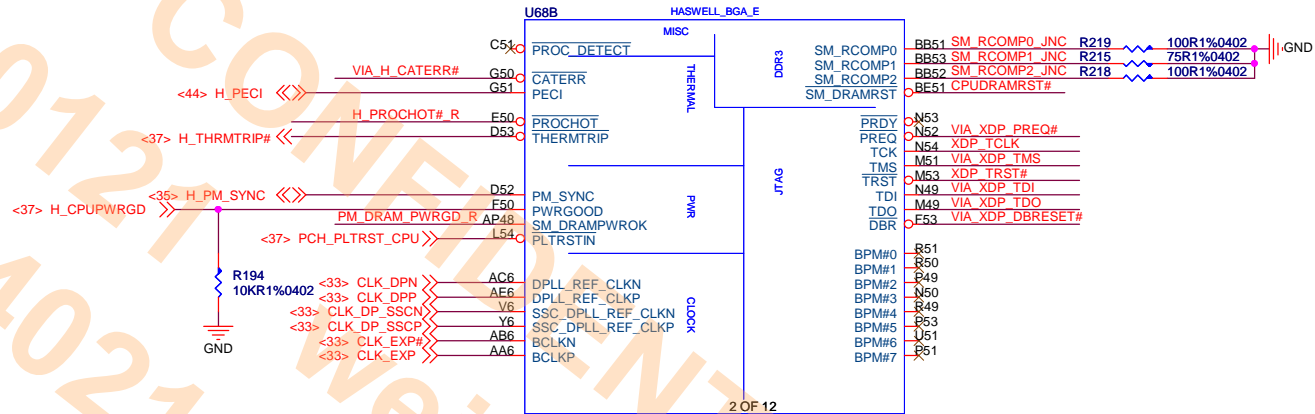 U68B HASWELL_BGA_E
MISC
DDR3
THERMAL
JTAG
PWR
CLOCK
C51 PROC_DETECT
VIA_H_CATERR# G50 CATERR
<44> H_PECI G51 PECI
H_PROCHOT#_R E50 PROCHOT
<37> H_THRMTRIP# D53 THERMTRIP
<35> H_PM_SYNC D52 PM_SYNC
<37> H_CPUPWRGD F50 PWRGOOD
PM_DRAM_PWRGD_R AP48 SM_DRAMPWROK
<37> PCH_PLTRST_CPU L54 PLTRSTIN
R194
10KR1%0402
GND
<33> CLK_DPN AC6 DPLL_REF_CLKN
<33> CLK_DPP AE6 DPLL_REF_CLKP
<33> CLK_DP_SSCN V6 SSC_DPLL_REF_CLKN
<33> CLK_DP_SSCP Y6 SSC_DPLL_REF_CLKP
<33> CLK_EXP# AB6 BCLKN
<33> CLK_EXP AA6 BCLKP
SM_RCOMP0 BB51 SM_RCOMP0_JNC R219 100R1%0402 GND
SM_RCOMP1 BB53 SM_RCOMP1_JNC R215 75R1%0402
SM_RCOMP2 BB52 SM_RCOMP2_JNC R218 100R1%0402
SM_DRAMRST BE51 CPUDRAMRST#
PRDY N53
PREQ N52 VIA_XDP_PREQ#
TCK N54 XDP_TCLK
TMS M51 VIA_XDP_TMS
TRST M53 XDP_TRST#
TDI N49 VIA_XDP_TDI
TDO M49 VIA_XDP_TDO
DBR F53 VIA_XDP_DBRESET#
BPM#0 R51
BPM#1 R50
BPM#2 P49
BPM#3 N50
BPM#4 R49
BPM#5 P53
BPM#6 U51
BPM#7 P51
2 OF 12
CONFIDENT
0121
4021
wei